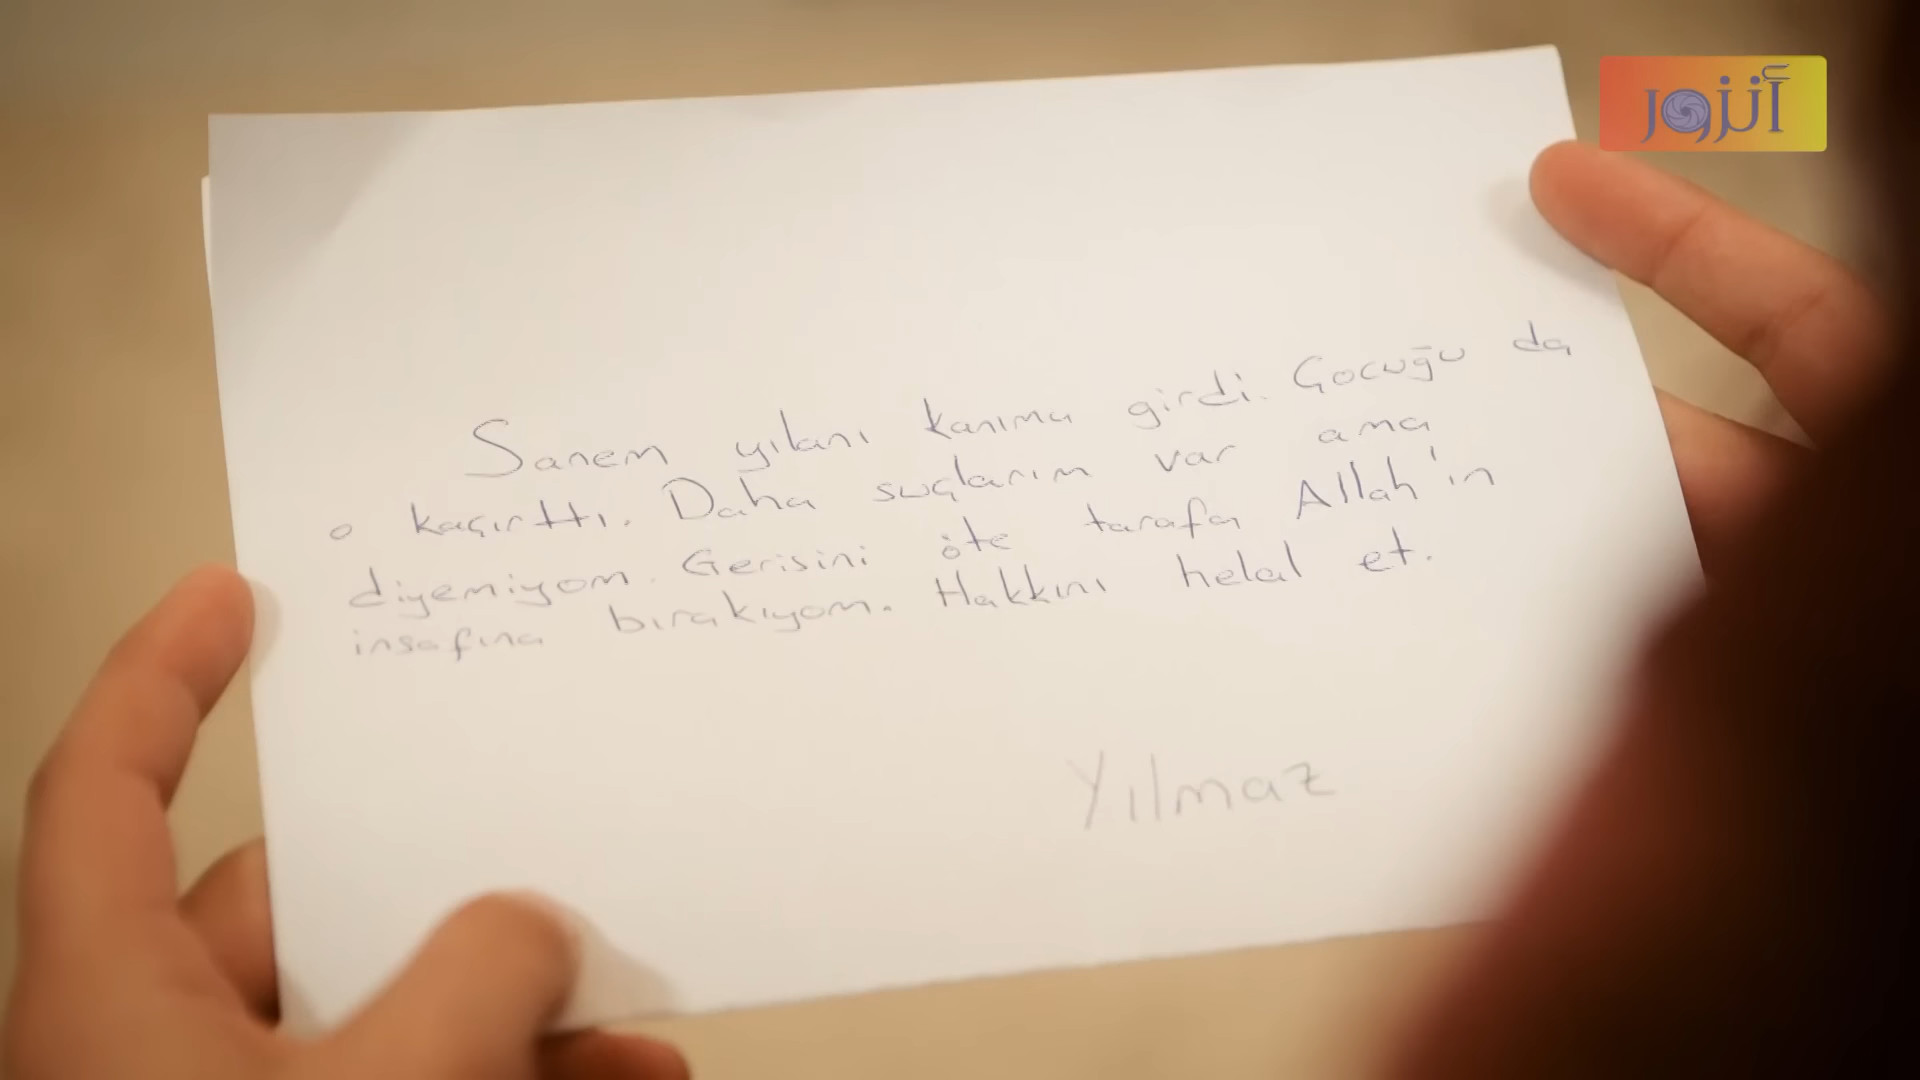 آنزور
Sanem yılanı kanıma girdi. Çocuğu da
o kaçırttı. Daha suçlarım var ama
diyemiyom. Gerisini öte tarafa Allah'ın
insafına bırakıyom. Hakkını helal et.
Yılmaz